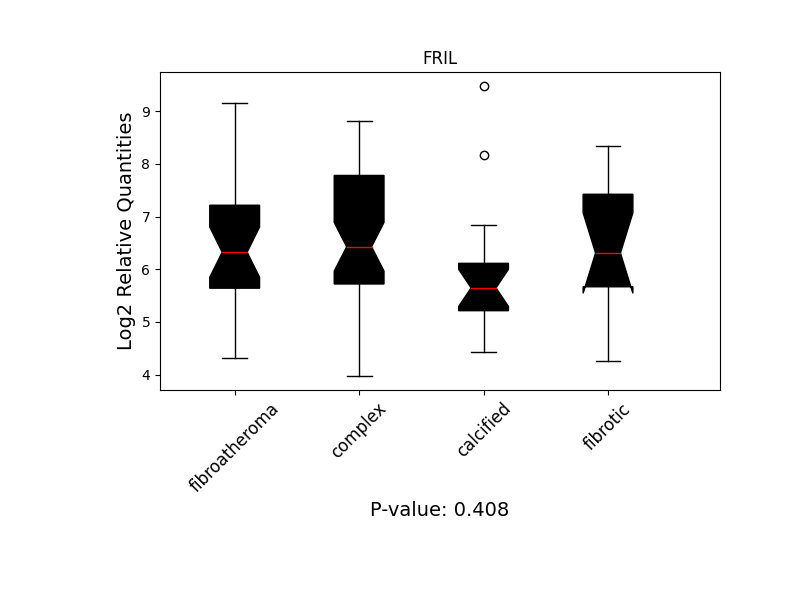 FRIL
Log2 Relative Quantities
9
8
7
6
5
4
fibroatheroma
complex
calcified
fibrotic
P-value: 0.408